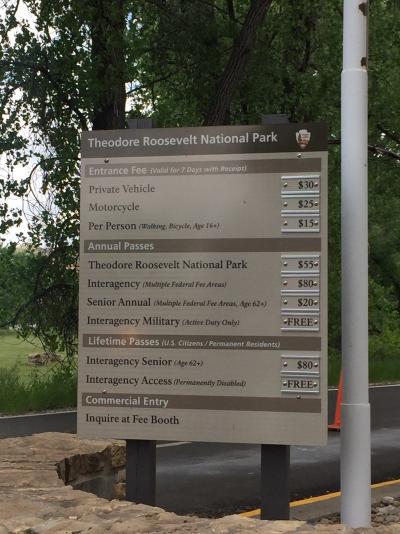 Theodore Roosevelt National Park
Entrance Fee (Valid for 7 Days with Receipt)
Private Vehicle $30
Motorcycle $25
Per Person (Walking, Bicycle, Age 16+) $15
Annual Passes
Theodore Roosevelt National Park $55
Interagency (Multiple Federal Fee Areas) $80
Senior Annual (Multiple Federal Fee Areas, Age 62+) $20
Interagency Military (Active Duty Only) FREE
Lifetime Passes (U.S. Citizens / Permanent Residents)
Interagency Senior (Age 62+) $80
Interagency Access (Permanently Disabled) FREE
Commercial Entry
Inquire at Fee Booth